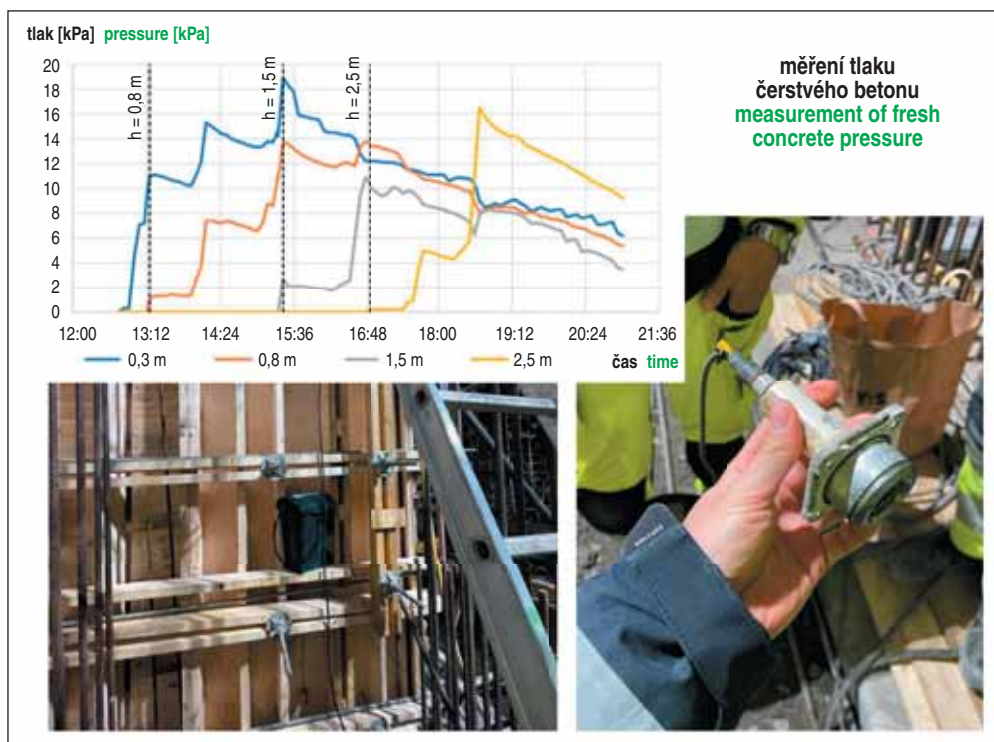 tlak [kPa] pressure [kPa]
20
18
16
14
12
10
8
6
4
2
0
h = 0,8 m
h = 1,5 m
h = 2,5 m
12:00 13:12 14:24 15:36 16:48 18:00 19:12 20:24 21:36
0,3 m 0,8 m 1,5 m 2,5 m čas time
měření tlaku
čerstvého betonu
measurement of fresh
concrete pressure